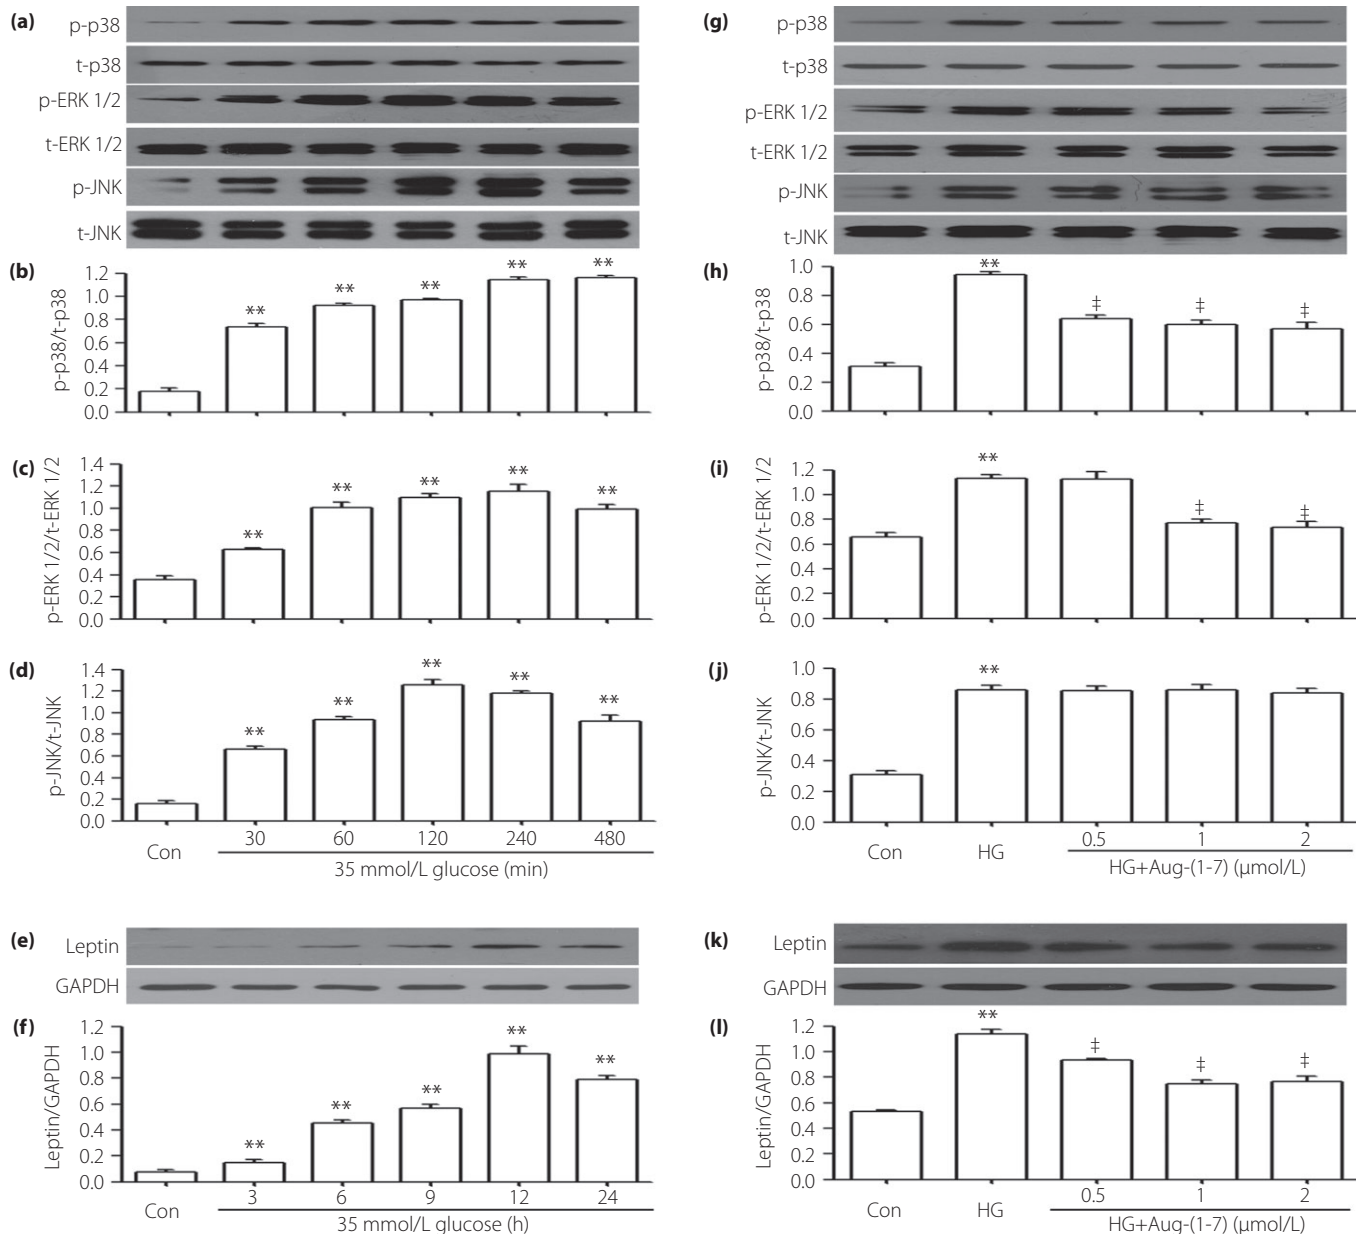 (a)
p-p38
t-p38
p-ERK 1/2
t-ERK 1/2
p-JNK
t-JNK
(b)
p-p38/t-p38
1.2
1.0
0.8
0.6
0.4
0.2
0.0
** ** ** ** **
(c)
p-ERK 1/2/t-ERK 1/2
1.4
1.2
1.0
0.8
0.6
0.4
0.2
0.0
** ** ** ** **
(d)
p-JNK/t-JNK
1.4
1.2
1.0
0.8
0.6
0.4
0.2
0.0
** ** ** ** **
Con 30 60 120 240 480
35 mmol/L glucose (min)
(e)
Leptin
GAPDH
(f)
Leptin/GAPDH
1.2
1.0
0.8
0.6
0.4
0.2
0.0
** ** ** ** **
Con 3 6 9 12 24
35 mmol/L glucose (h)
(g)
p-p38
t-p38
p-ERK 1/2
t-ERK 1/2
p-JNK
t-JNK
(h)
p-p38/t-p38
1.0
0.8
0.6
0.4
0.2
0.0
** ‡ ‡ ‡
(i)
p-ERK 1/2/t-ERK 1/2
1.2
1.0
0.8
0.6
0.4
0.2
0.0
** ‡ ‡
(j)
p-JNK/t-JNK
1.0
0.8
0.6
0.4
0.2
0.0
**
Con HG 0.5 1 2
HG+Aug-(1-7) (μmol/L)
(k)
Leptin
GAPDH
(l)
Leptin/GAPDH
1.2
1.0
0.8
0.6
0.4
0.2
0.0
** ‡ ‡ ‡
Con HG 0.5 1 2
HG+Aug-(1-7) (μmol/L)